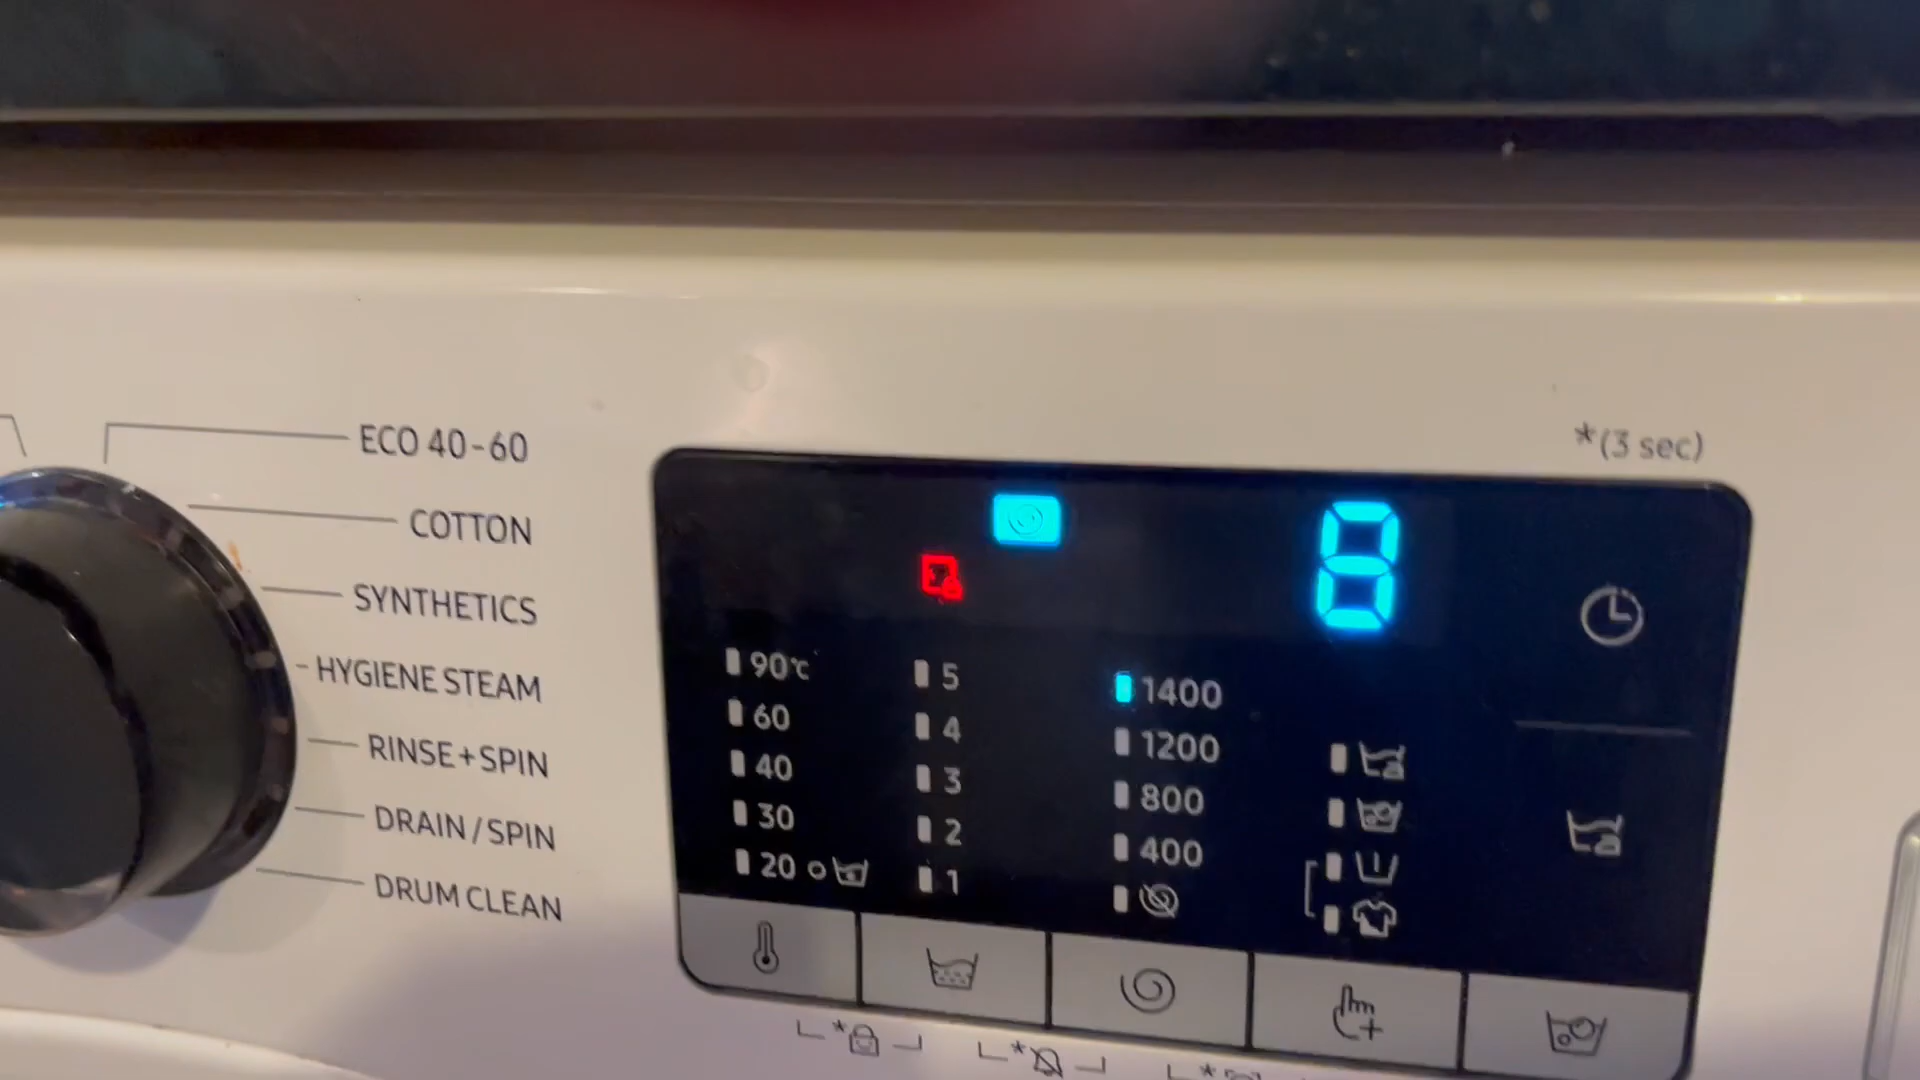 ECO 40-60
COTTON
SYNTHETICS
HYGIENE STEAM
RINSE+SPIN
DRAIN/SPIN
DRUM CLEAN
*(3 sec)
8
90℃
60
40
30
20
5
4
3
2
1
1400
1200
800
400
*
*
*